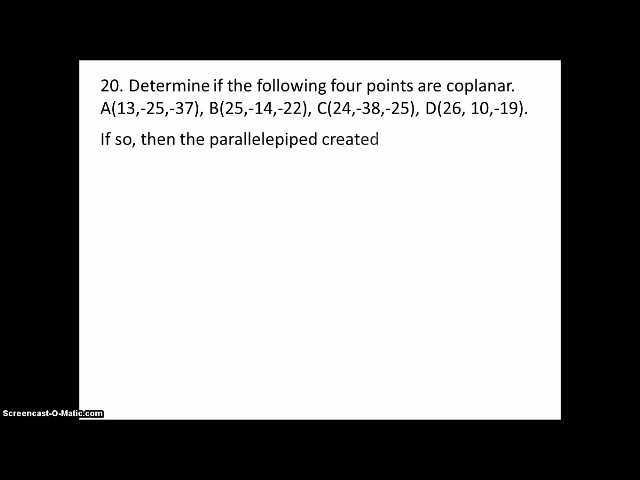 20. Determine if the following four points are coplanar.
A(13,-25,-37), B(25,-14,-22), C(24,-38,-25), D(26, 10,-19).
If so, then the parallelepiped created
Screencast-O-Matic.com